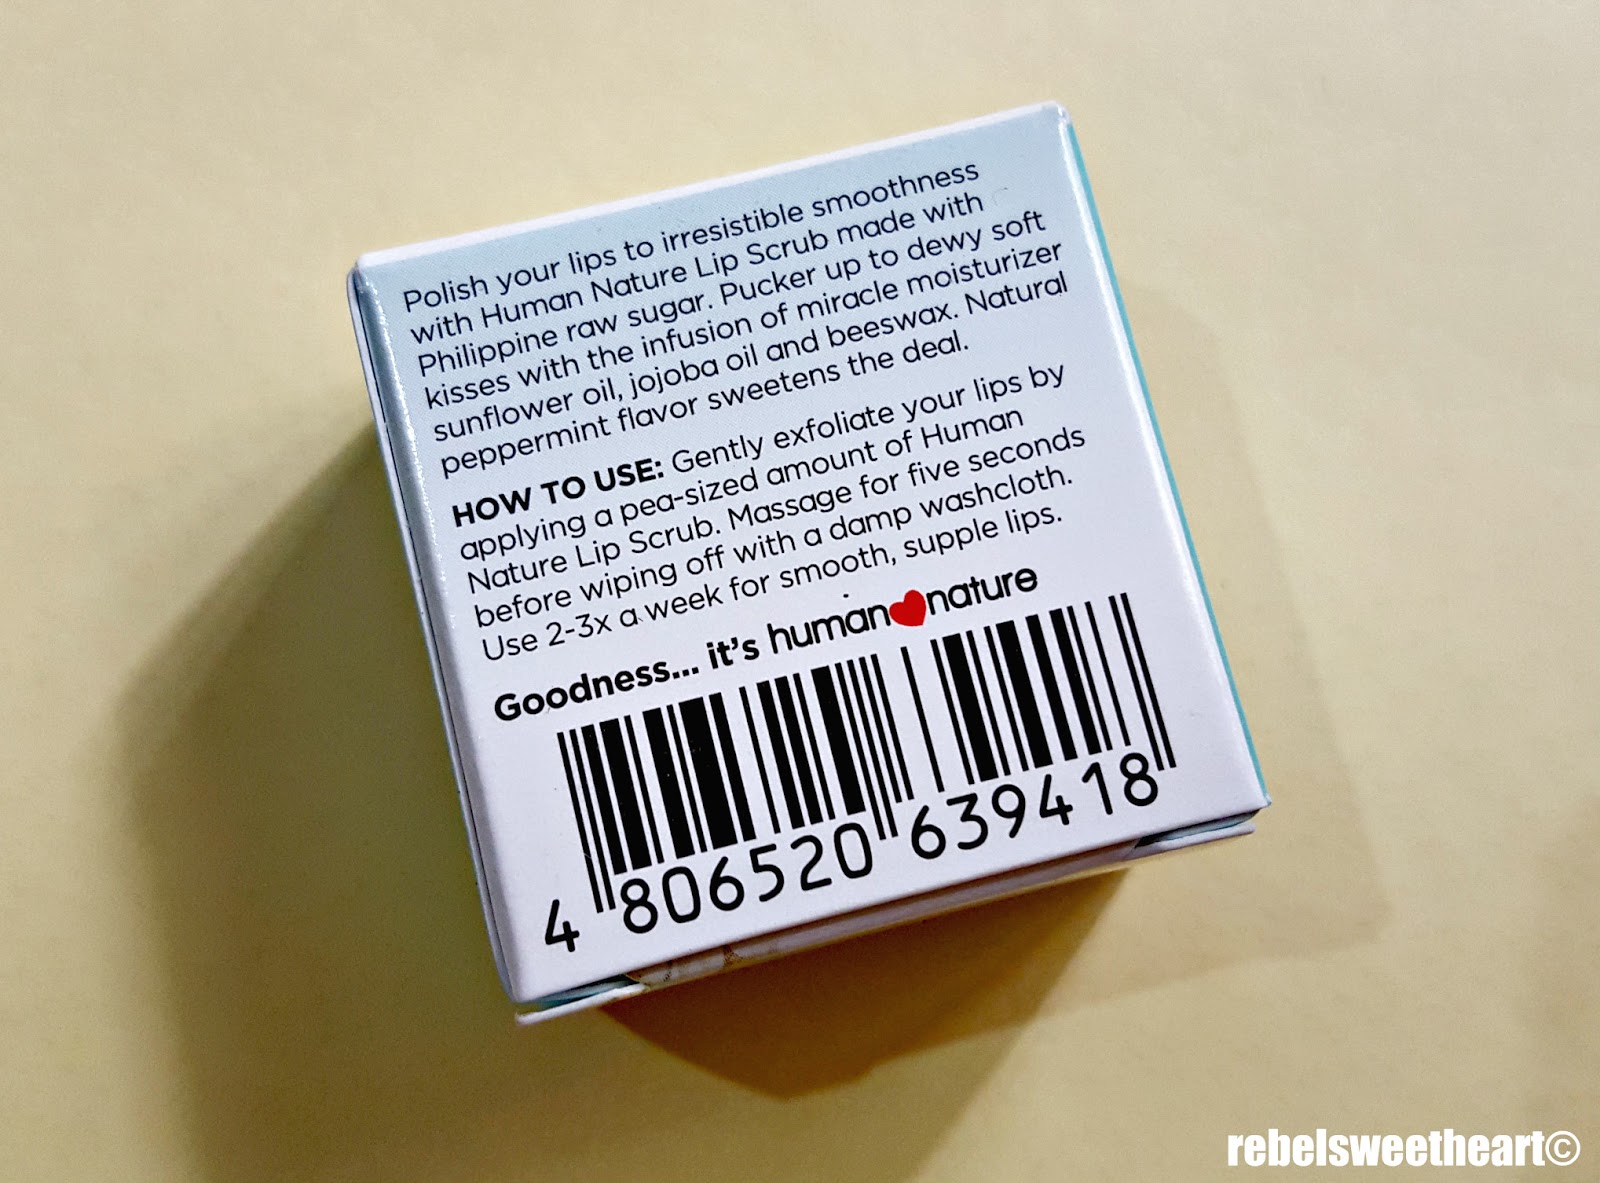 Polish your lips to irresistible smoothness
with Human Nature Lip Scrub made with
Philippine raw sugar. Pucker up to dewy soft
kisses with the infusion of miracle moisturizer
sunflower oil, jojoba oil and beeswax. Natural
peppermint flavor sweetens the deal.
HOW TO USE: Gently exfoliate your lips by
applying a pea-sized amount of Human
Nature Lip Scrub. Massage for five seconds
before wiping off with a damp washcloth.
Use 2-3x a week for smooth, supple lips.
Goodness... it's human nature
4 806520 639418
rebelsweetheart©